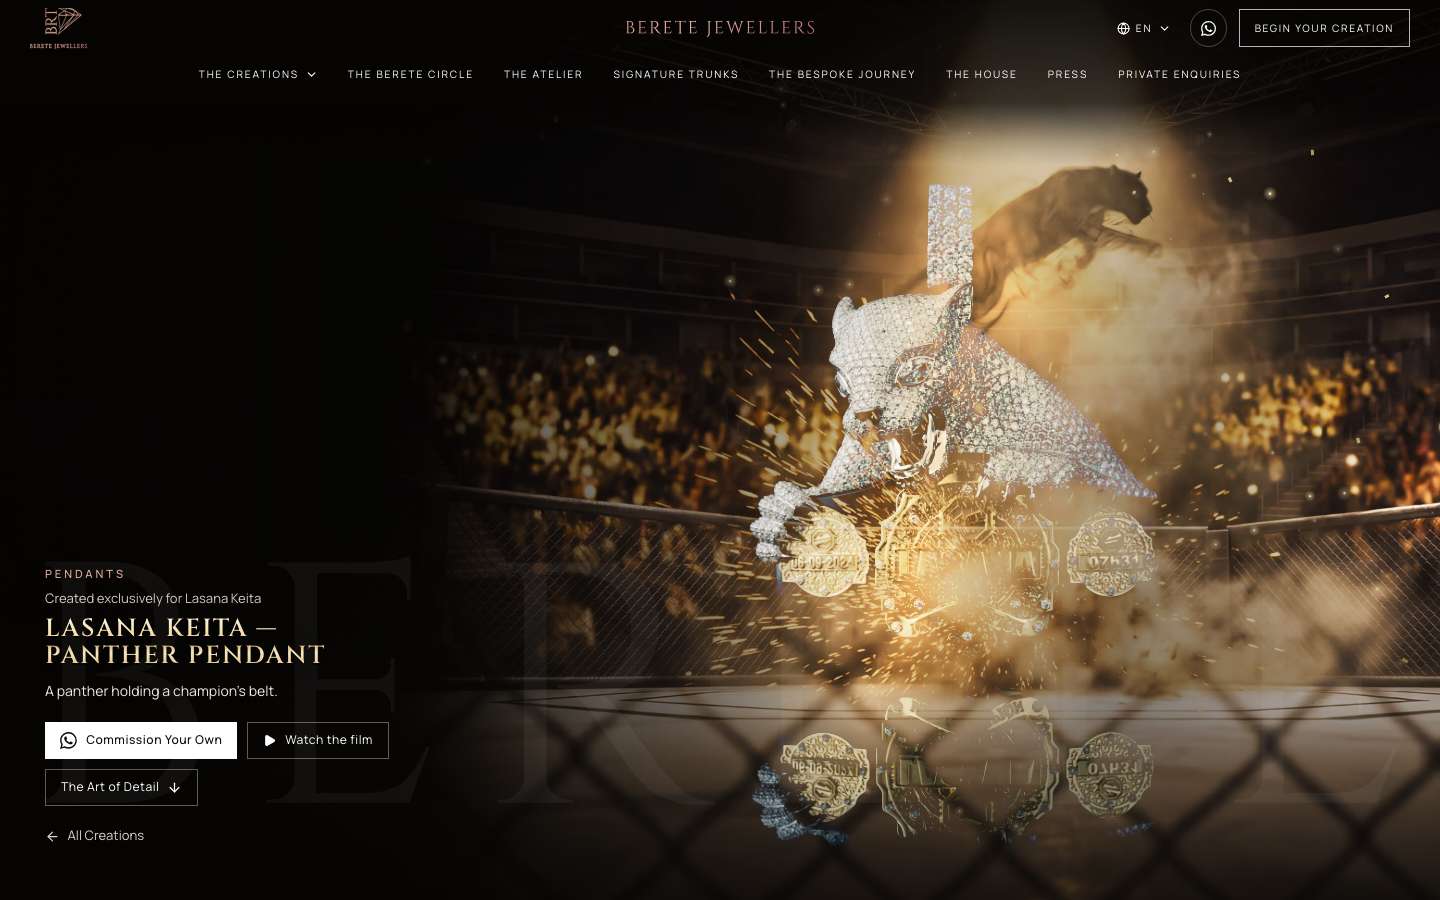 BRT
BERETE JEWELLERS
BERETE JEWELLERS
EN
BEGIN YOUR CREATION
THE CREATIONS
THE BERETE CIRCLE
THE ATELIER
SIGNATURE TRUNKS
THE BESPOKE JOURNEY
THE HOUSE
PRESS
PRIVATE ENQUIRIES
PENDANTS
Created exclusively for Lasana Keita
LASANA KEITA —
PANTHER PENDANT
A panther holding a champion's belt.
Commission Your Own
Watch the film
The Art of Detail
All Creations